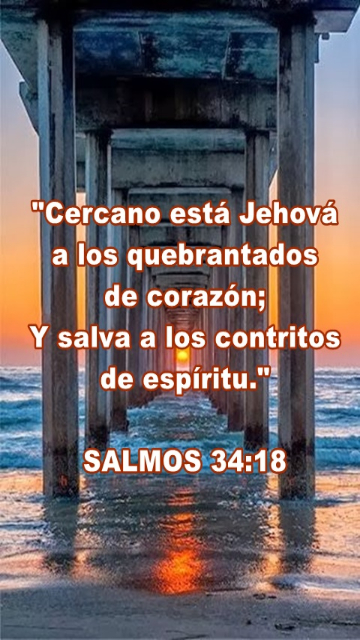 "Cercano está Jehová
a los quebrantados
de corazón;
Y salva a los contritos
de espíritu."
SALMOS 34:18